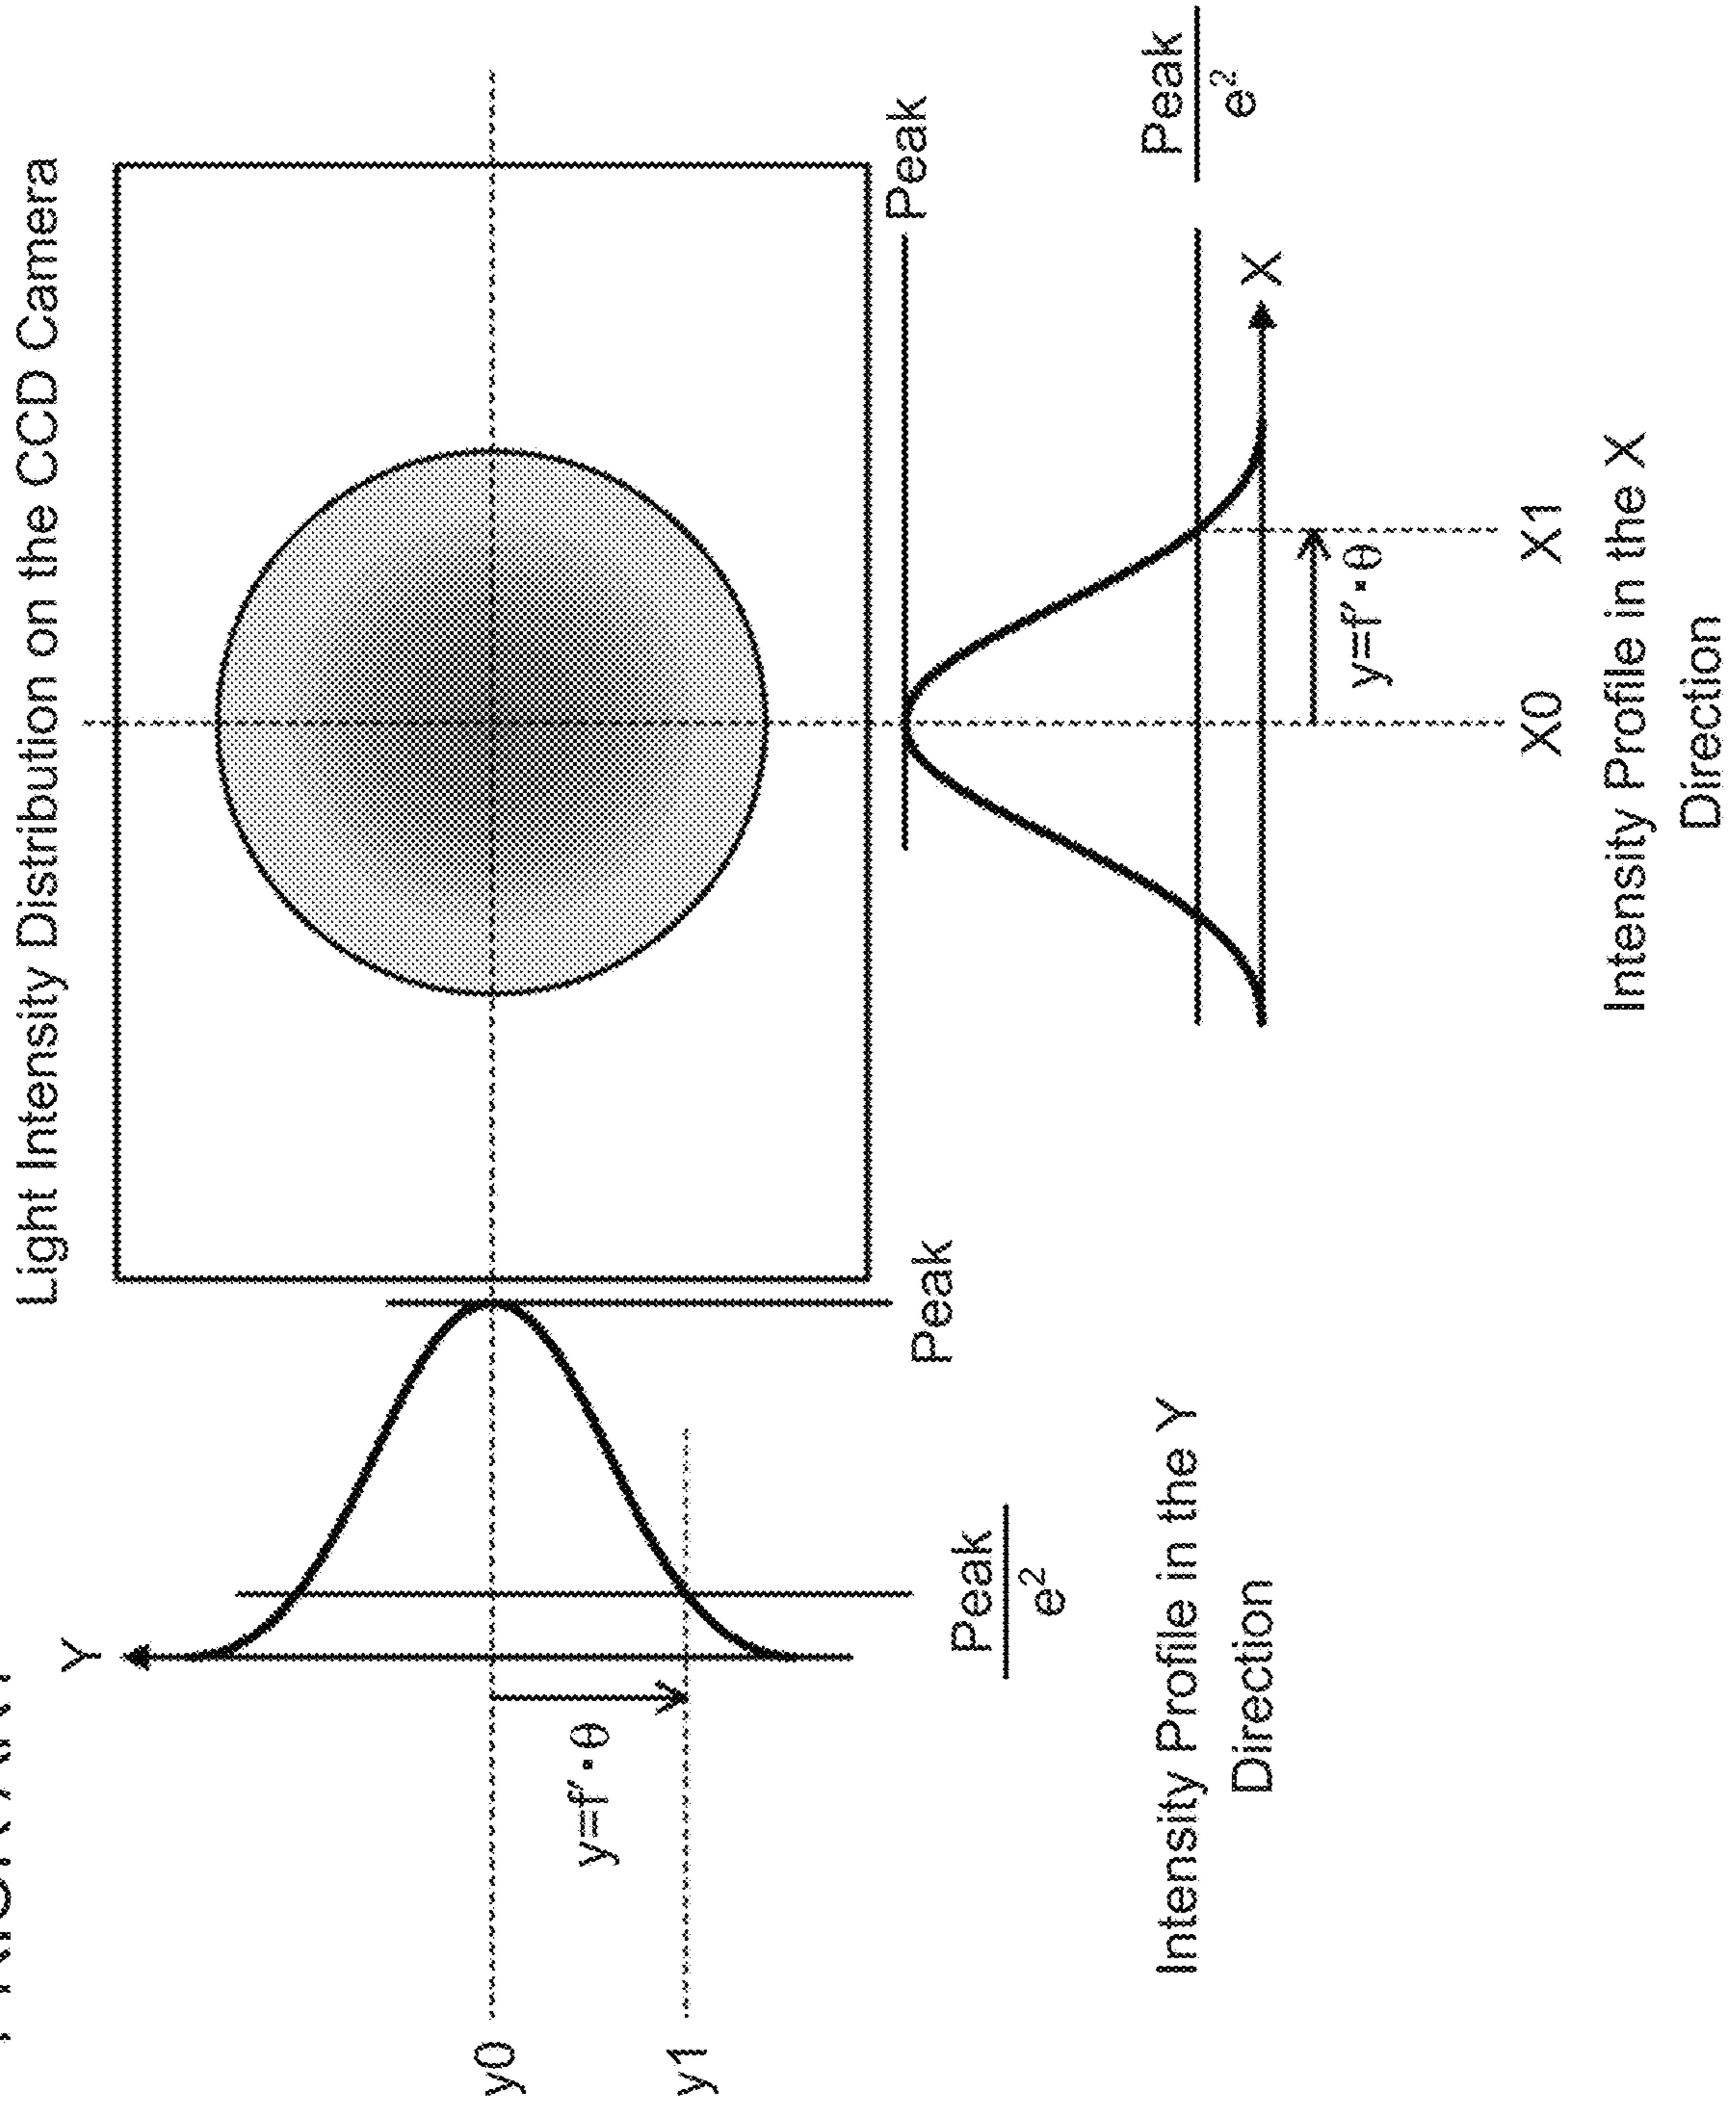 Light Intensity Distribution on the CCD Camera
Y
y0
y=f'·θ
y1
Peak
Peak
Peak
e²
Peak
e²
X
y=f'·θ
Intensity Profile in the Y
Direction
X0 X1
Intensity Profile in the X
Direction